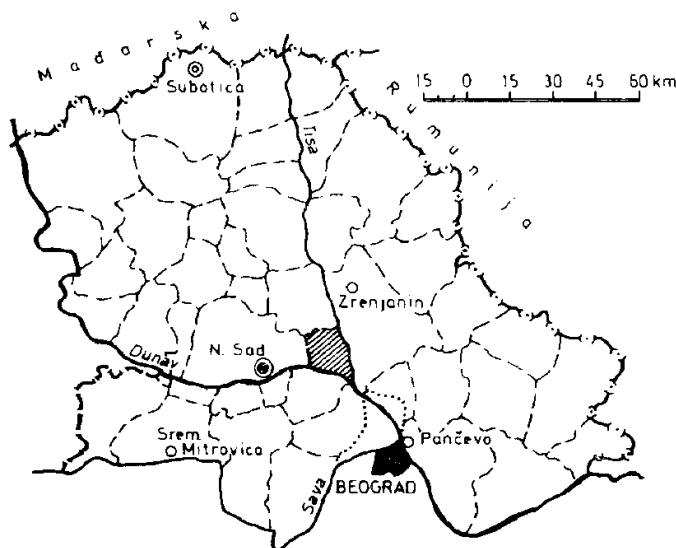 Mađarska
Subotica
15 0 15 30 45 60 km
Rumunija
Tisa
Zrenjanin
Dunav
N. Sad
Srem.
Mitrovica
Pančevo
Sava
BEOGRAD